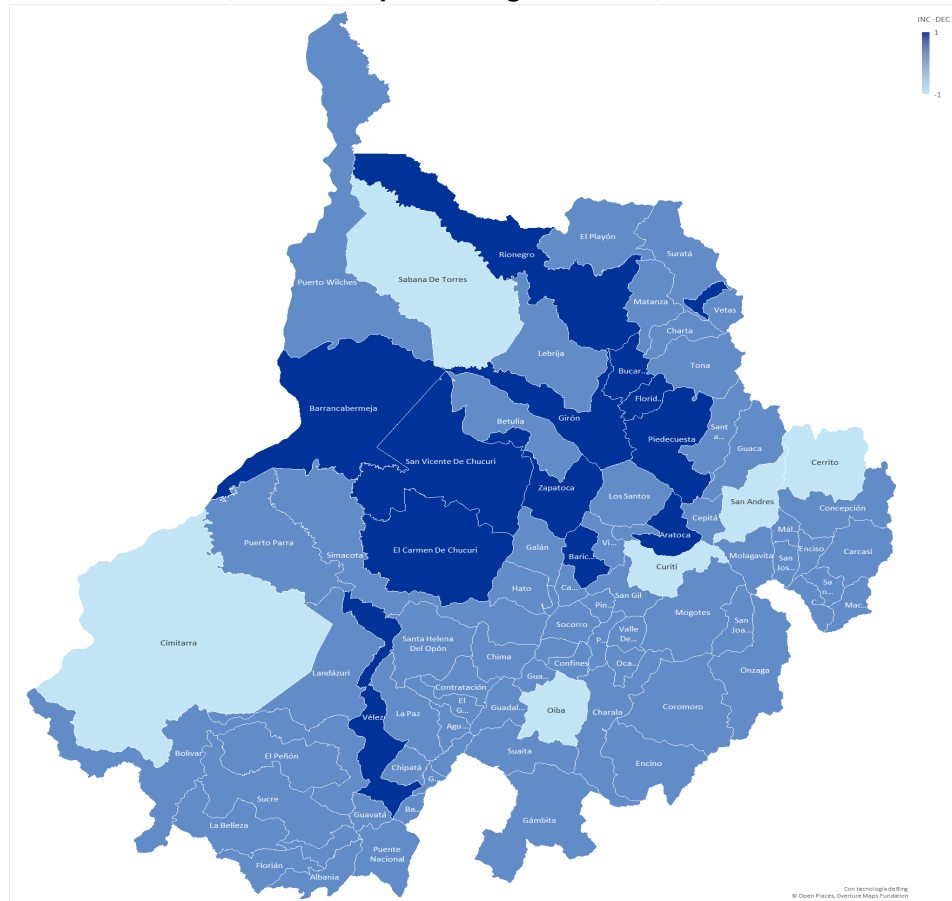 INC -DEC
1
-1
El Playón
Suratá
Rionegro
Sabana De Torres
Puerto Wilches
Matanza
Vetas
Charta
Lebrija
Tona
Bucar...
Florid...
Barrancabermeja
Girón
Betulia
Piedecuesta
Sant
a...
Guaca
San Vicente De Chucuri
Cerrito
Zapatoca
Los Santos
San Andres
Concepción
Cepitá
Aratoca
Mál...
Puerto Parra
Simacota
El Carmen De Chucuri
Galán
Baric...
Vi...
Curití
Molagavita
San
Jos...
Enciso
Carcasí
Hato
Ca...
Pin...
San Gil
Mogotes
C...
Sa
n...
Mac...
Socorro
P...
Valle
De...
San
Joa...
Cimitarra
Santa Helena
Del Opón
Chima
Confines
Oca...
Onzaga
Landázuri
Contratación
Gua...
Vélez
La Paz
El
G...
Guadal...
Oiba
Charala
Coromoro
Agu...
Bolivar
El Peñón
Chipatá
G...
Suaita
Encino
Sucre
Guavatá
Ba...
La Belleza
Gámbita
Puente
Nacional
Florián
Albania
Con tecnología de Bing
© Open Places, Overture Maps Foundation